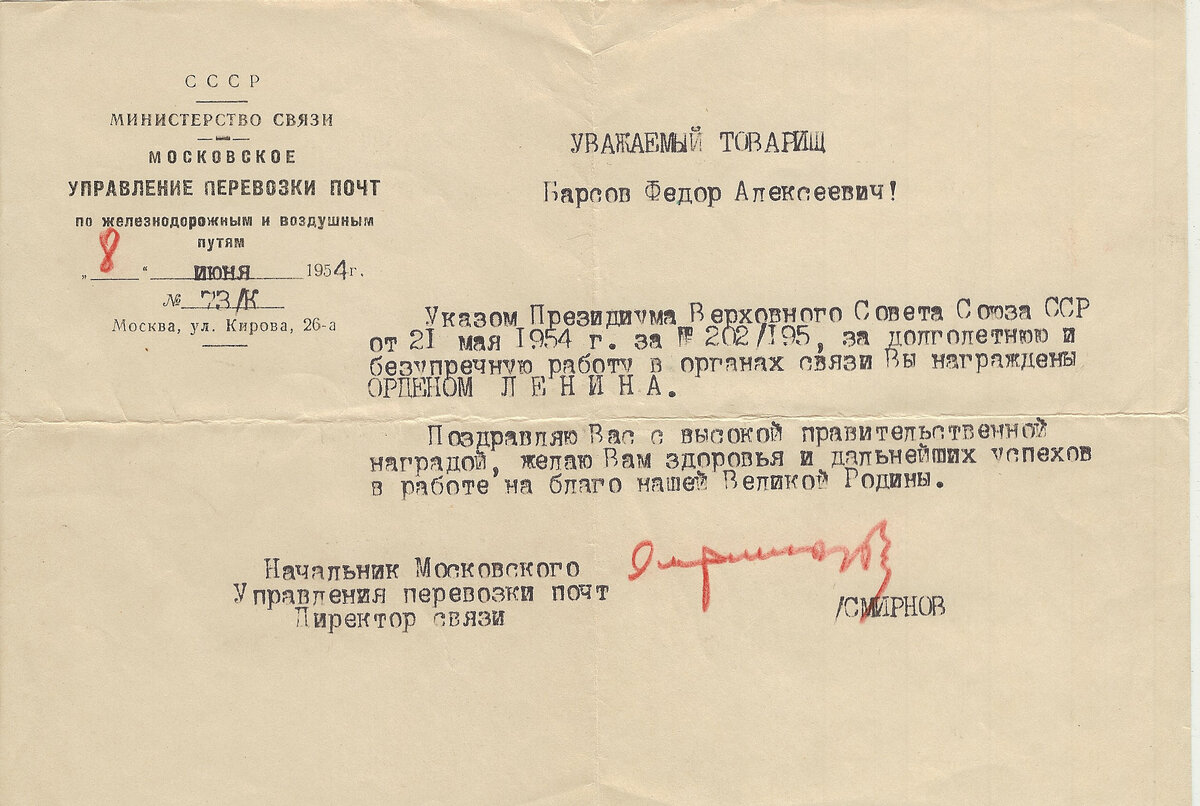 СССР
МИНИСТЕРСТВО СВЯЗИ
МОСКОВСКОЕ
УПРАВЛЕНИЕ ПЕРЕВОЗКИ ПОЧТ
ПО ЖЕЛЕЗНОДОРОЖНЫМ И ВОЗДУШНЫМ
ПУТЯМ
„8“ ИЮНЯ 1954г.
№ 73/К
Москва, ул. Кирова, 26-а
УВАЖАЕМЫЙ ТОВАРИЩ
Барсов Федор Алексеевич!
Указом Президиума Верховного Совета Союза ССР
от 21 мая 1954 г. за № 202/195, за долголетнюю и
безупречную работу в органах связи Вы награждены
ОРДЕНОМ ЛЕНИНА.
Поздравляю Вас с высокой правительственной
наградой, желаю Вам здоровья и дальнейших успехов
в работе на благо нашей Великой Родины.
Начальник Московского
Управления перевозки почт
Директор связи
/СМИРНОВ